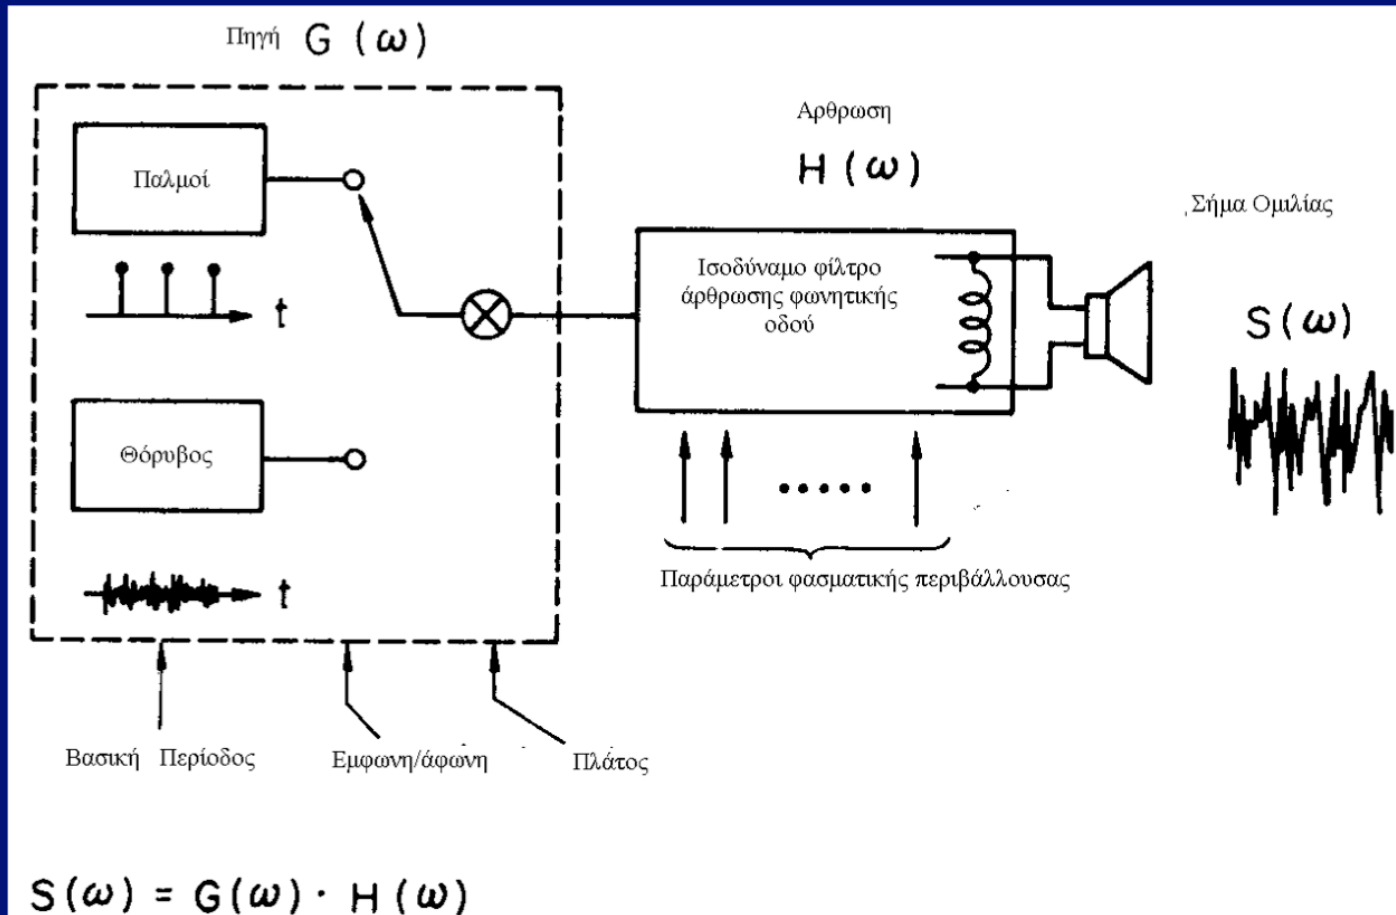 Πηγή G (ω)
Αρθρωση
H (ω)
Παλμοί
Σήμα Ομιλίας
Ισοδύναμο φίλτρο
άρθρωσης φωνητικής
οδού
t
S(ω)
Θόρυβος
t
Παράμετροι φασματικής περιβάλλουσας
Βασική Περίοδος
Εμφωνη/άφωνη
Πλάτος
S(ω) = G(ω) · H (ω)